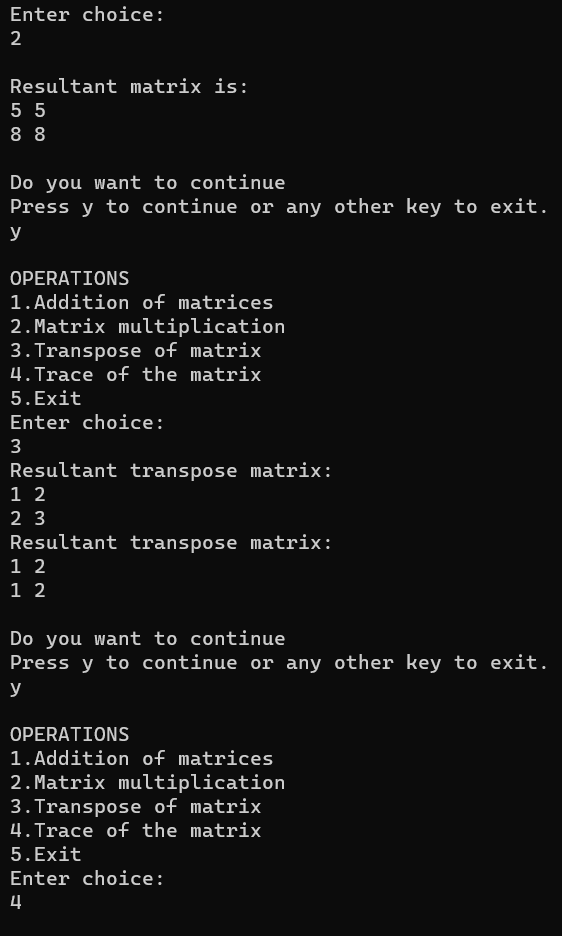 Enter choice:
2
Resultant matrix is:
5 5
8 8
Do you want to continue
Press y to continue or any other key to exit.
y
OPERATIONS
1.Addition of matrices
2.Matrix multiplication
3.Transpose of matrix
4.Trace of the matrix
5.Exit
Enter choice:
3
Resultant transpose matrix:
1 2
2 3
Resultant transpose matrix:
1 2
1 2
Do you want to continue
Press y to continue or any other key to exit.
y
OPERATIONS
1.Addition of matrices
2.Matrix multiplication
3.Transpose of matrix
4.Trace of the matrix
5.Exit
Enter choice:
4